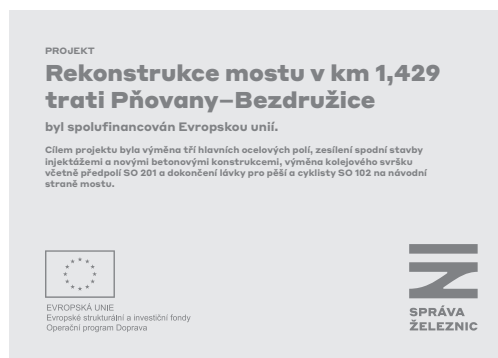 PROJEKT
Rekonstrukce mostu v km 1,429
trati Pňovany–Bezdružice
byl spolufinancován Evropskou unií.
Cílem projektu byla výměna tří hlavních ocelových polí, zesílení spodní stavby
injektážemi a novými betonovými konstrukcemi, výměna kolejového svršku
včetně předpolí SO 201 a dokončení lávky pro pěší a cyklisty SO 102 na návodní
straně mostu.
EVROPSKÁ UNIE
Evropské strukturální a investiční fondy
Operační program Doprava
SPRÁVA
ŽELEZNIC